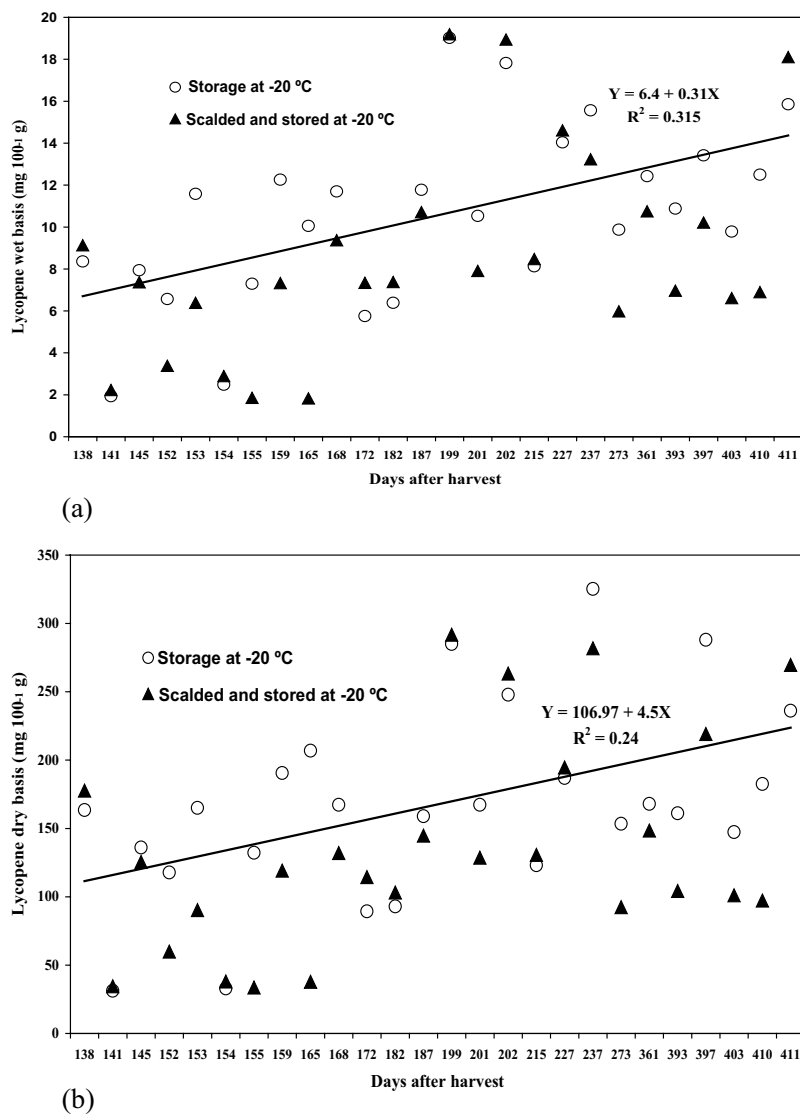 20
18
16
14
12
10
8
6
4
2
0
Lycopene wet basis (mg 100-1 g)
Storage at -20 ºC
Scalded and stored at -20 ºC
Y = 6.4 + 0.31X
R2 = 0.315
138 141 145 152 153 154 155 159 165 168 172 182 187 199 201 202 215 227 237 273 361 393 397 403 410 411
Days after harvest
(a)
350
300
250
200
150
100
50
0
Lycopene dry basis (mg 100-1 g)
Storage at -20 ºC
Scalded and stored at -20 ºC
Y = 106.97 + 4.5X
R2 = 0.24
138 141 145 152 153 154 155 159 165 168 172 182 187 199 201 202 215 227 237 273 361 393 397 403 410 411
Days after harvest
(b)